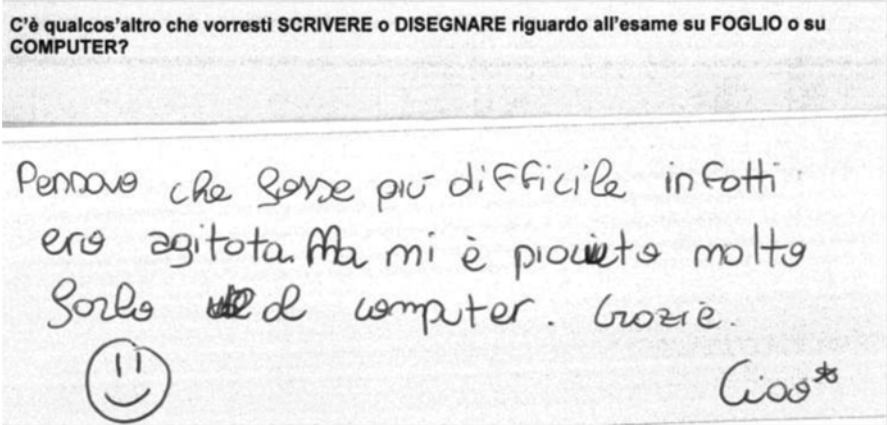 C'è qualcos'altro che vorresti SCRIVERE o DISEGNARE riguardo all'esame su FOGLIO o su
COMPUTER?
Pensavo che fosse più difficile infatti
ero agitata. Ma mi è piaciuto molto
farlo al computer. Grazie.
Ciao*